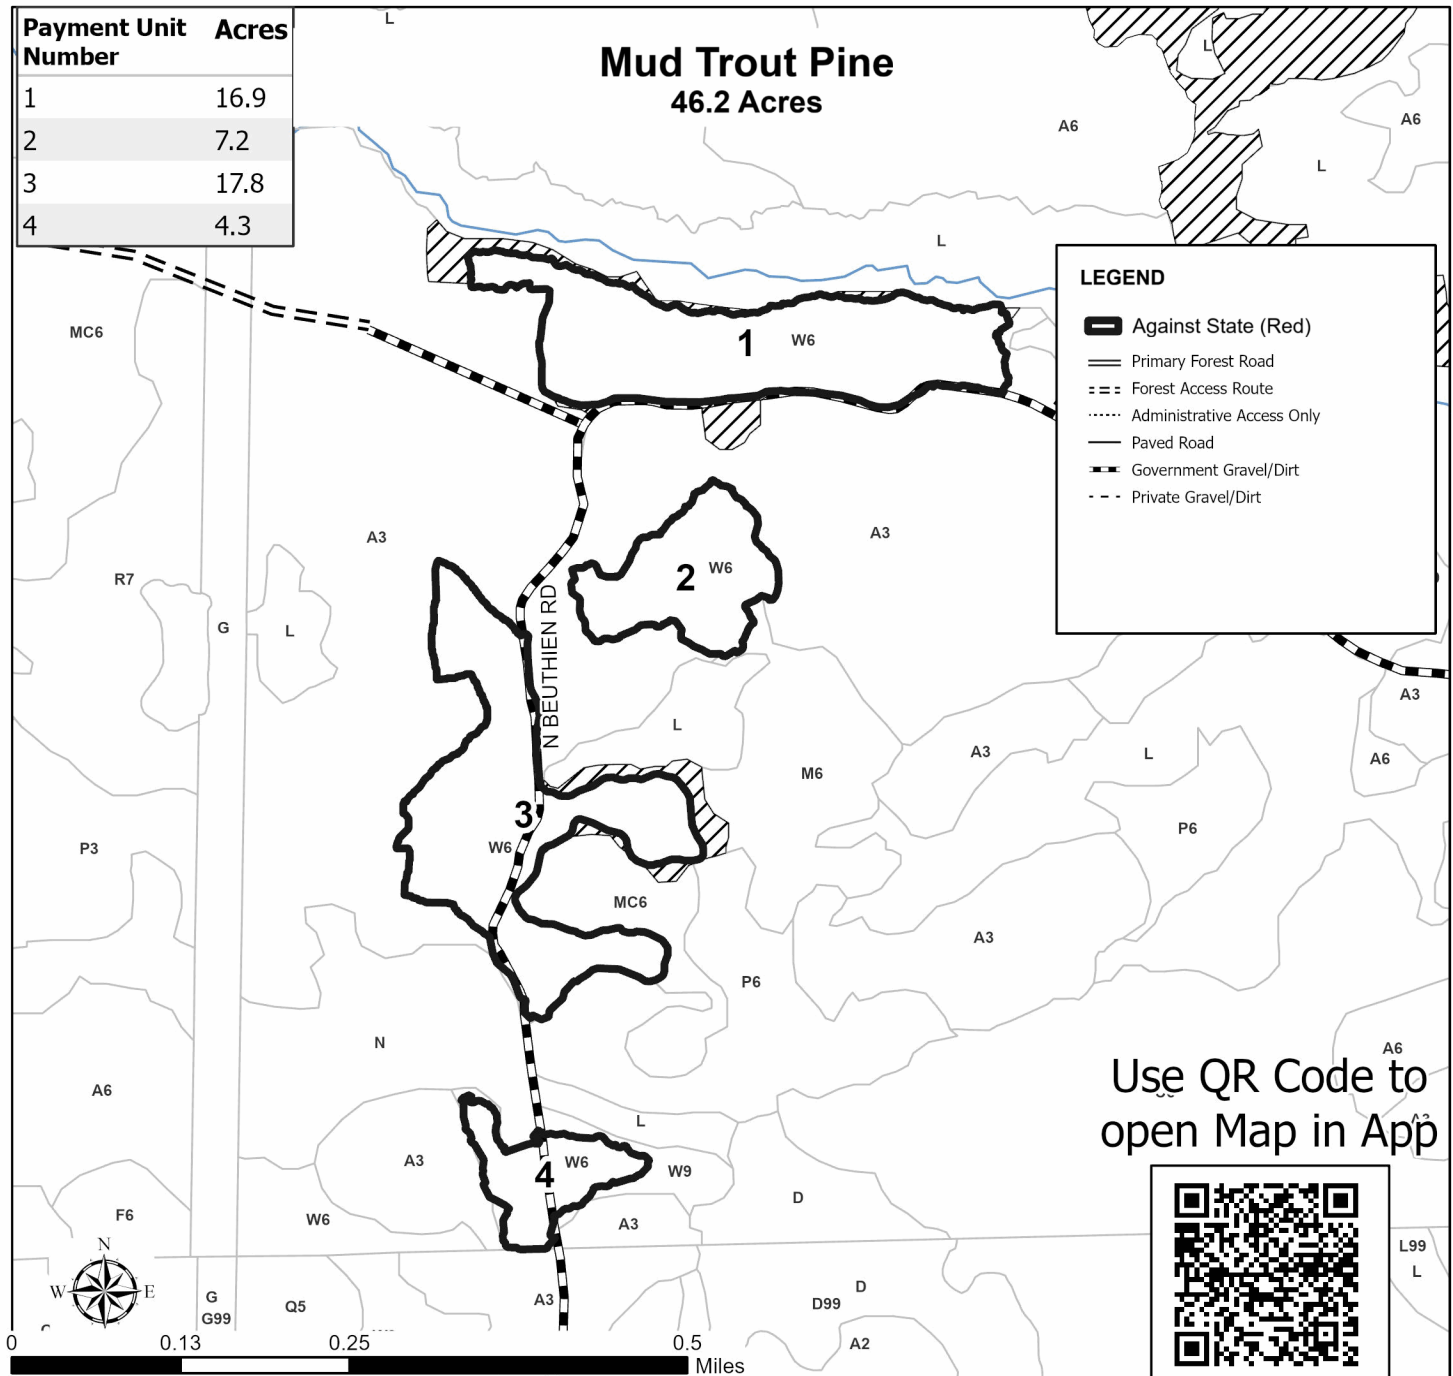 Payment Unit Number Acres
1 16.9
2 7.2
3 17.8
4 4.3
Mud Trout Pine
46.2 Acres
L
L
A6
A6
L
L
LEGEND
Against State (Red)
Primary Forest Road
Forest Access Route
Administrative Access Only
Paved Road
Government Gravel/Dirt
Private Gravel/Dirt
MC6
1 W6
A3
A3
R7
2 W6
G
L
N BEUTHIEN RD
A3
L
A3
L
A6
M6
3
P6
W6
P3
MC6
A3
P6
N
A6
A6
Use QR Code to
open Map in App
L
A3
4 W6
W9
D
F6
W6
A3
N
W E
L99
L
G
G99
Q5
A3
D
D99
A2
0 0.13 0.25 0.5
Miles